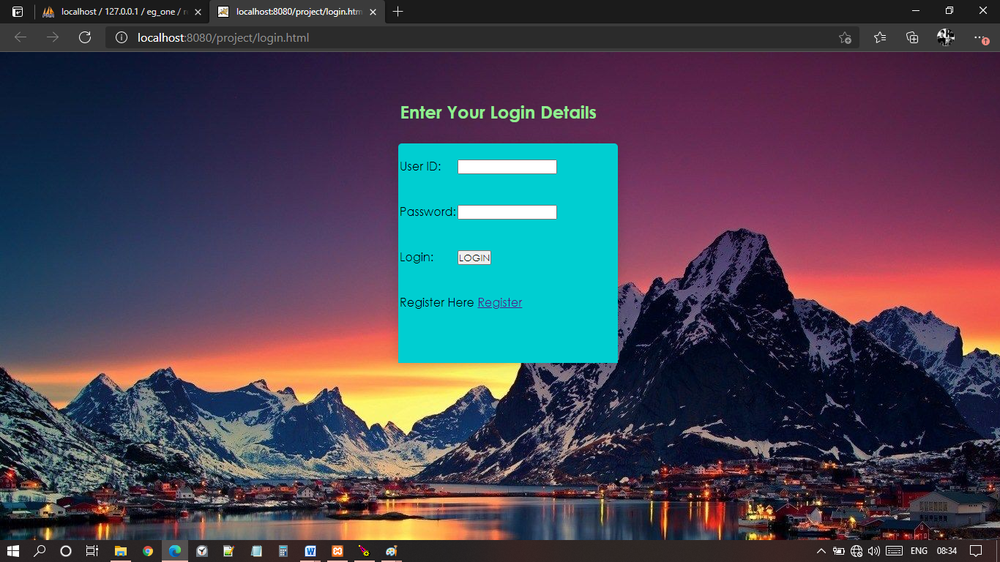 localhost / 127.0.0.1 / eg_one / r
localhost:8080/project/login.htm
localhost:8080/project/login.html
Enter Your Login Details
User ID:
Password:
Login: LOGIN
Register Here Register
ENG 08:34